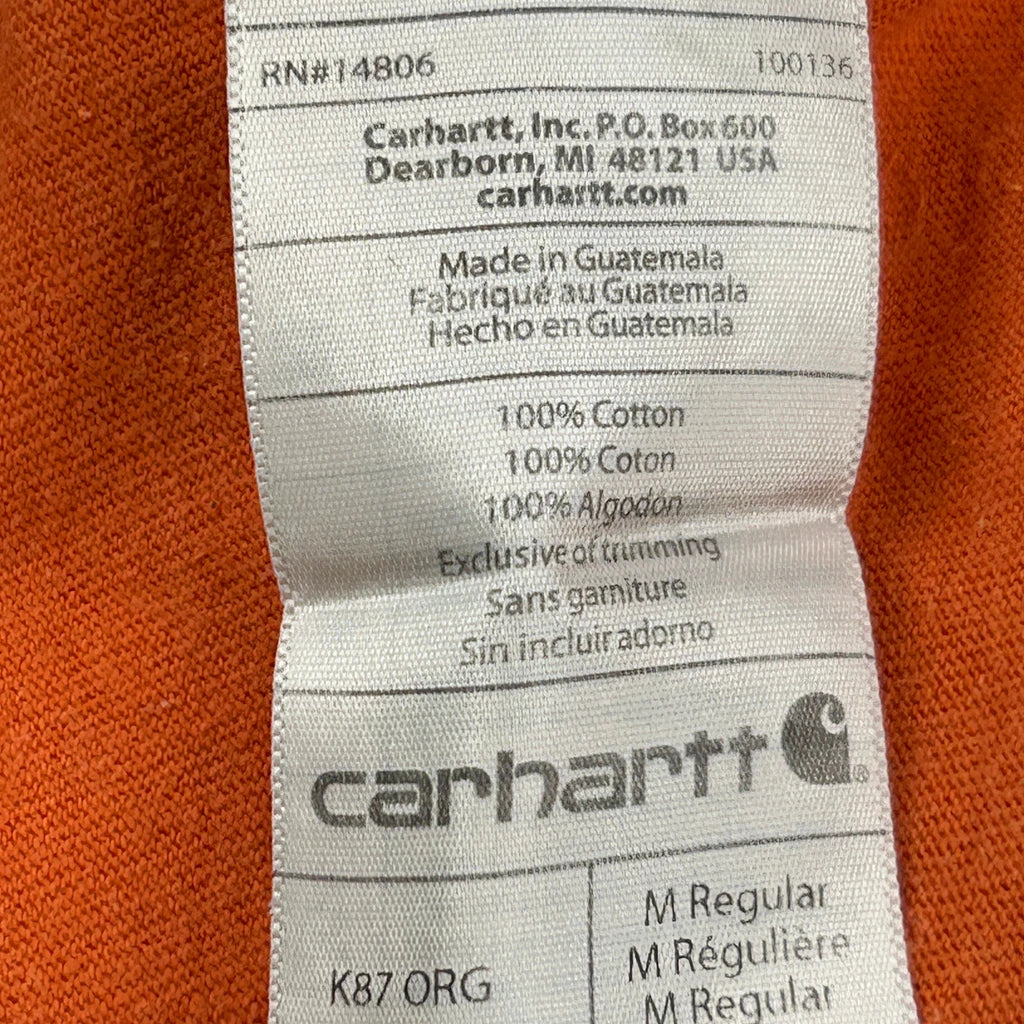 RN#14806 100136
Carhartt, Inc. P.O. Box 600
Dearborn, MI 48121 USA
carhartt.com
Made in Guatemala
Fabriqué au Guatemala
Hecho en Guatemala
100% Cotton
100% Coton
100% Algodón
Exclusive of trimming
Sans garniture
Sin incluir adorno
carhartt ®
M Regular
M Régulière
K87 ORG
M Regular